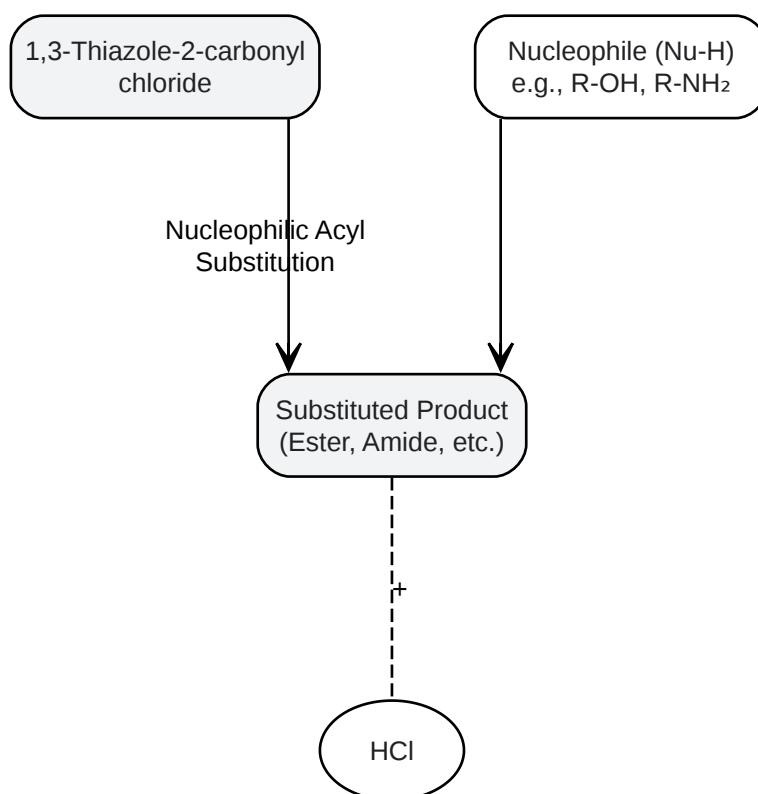 1,3-Thiazole-2-carbonyl
chloride
Nucleophile (Nu-H)
e.g., R-OH, R-NH₂
Nucleophilic Acyl
Substitution
Substituted Product
(Ester, Amide, etc.)
+
HCl